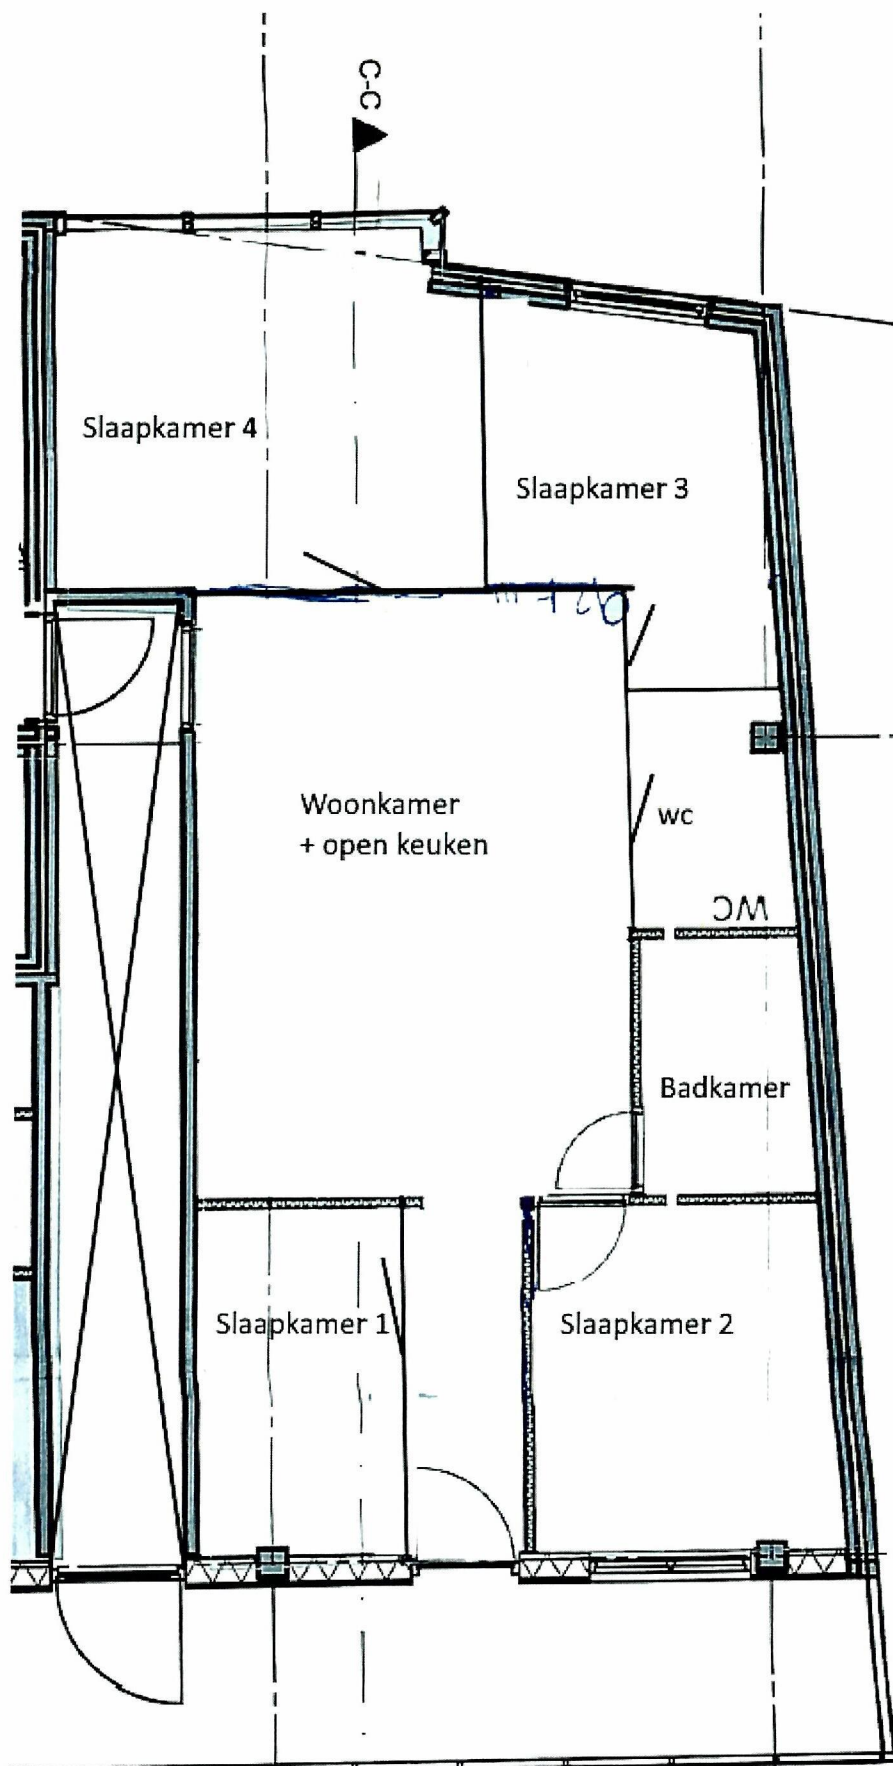 C-C
Slaapkamer 4
Slaapkamer 3
Woonkamer
+ open keuken
wc
WC
Badkamer
Slaapkamer 1
Slaapkamer 2